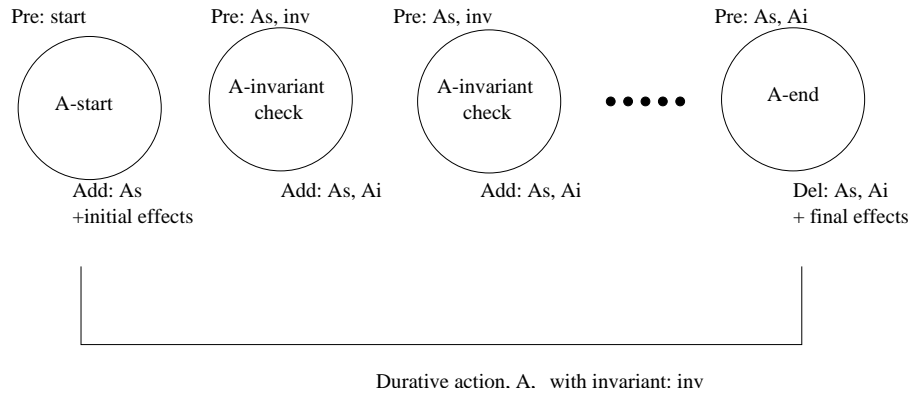 Pre: start
Pre: As, inv
Pre: As, inv
Pre: As, Ai
A-start
A-invariant
check
A-invariant
check
A-end
Add: As
+initial effects
Add: As, Ai
Add: As, Ai
Del: As, Ai
+ final effects
Durative action, A, with invariant: inv